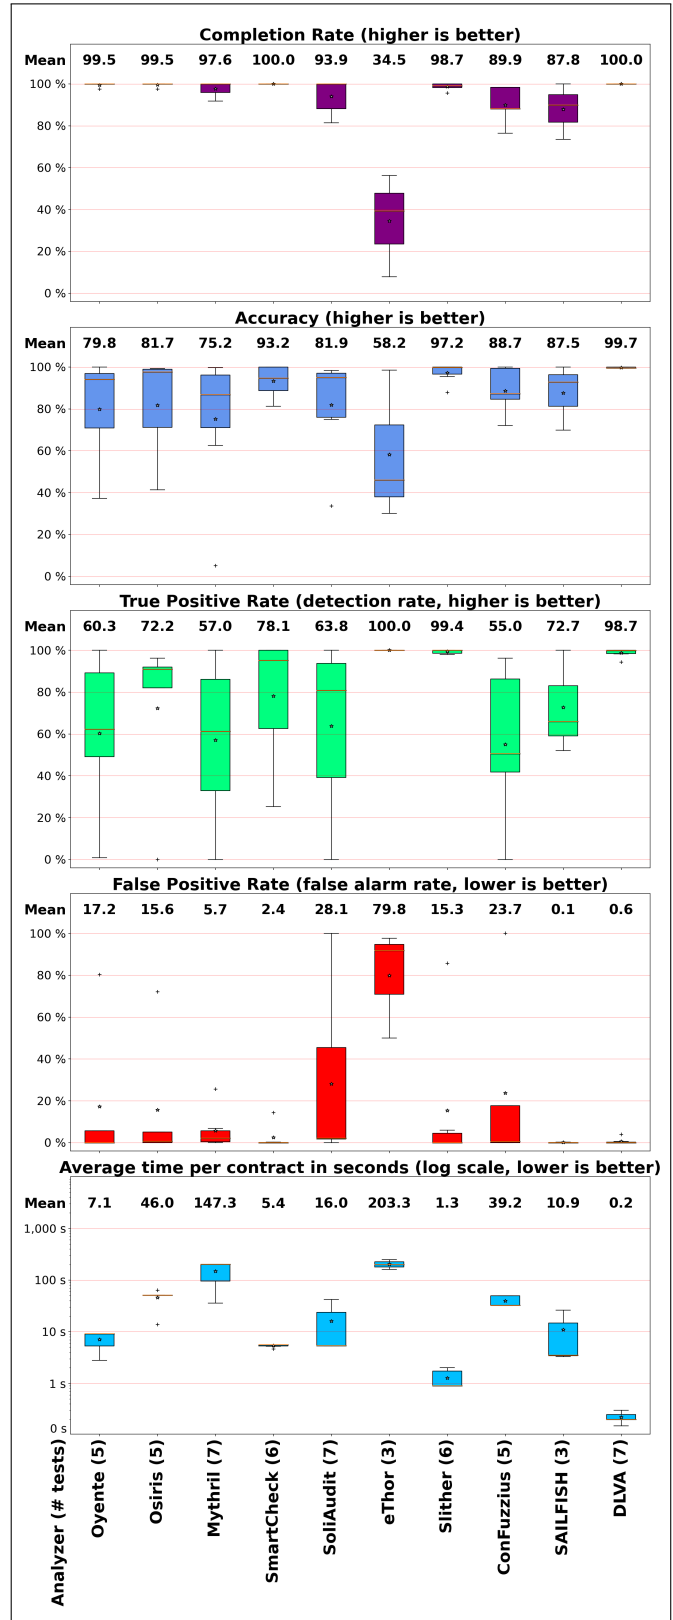 Completion Rate (higher is better)
Mean 99.5 99.5 97.6 100.0 93.9 34.5 98.7 89.9 87.8 100.0
100 %
80 %
60 %
40 %
20 %
0 %
Accuracy (higher is better)
Mean 79.8 81.7 75.2 93.2 81.9 58.2 97.2 88.7 87.5 99.7
100 %
80 %
60 %
40 %
20 %
0 %
True Positive Rate (detection rate, higher is better)
Mean 60.3 72.2 57.0 78.1 63.8 100.0 99.4 55.0 72.7 98.7
100 %
80 %
60 %
40 %
20 %
0 %
False Positive Rate (false alarm rate, lower is better)
Mean 17.2 15.6 5.7 2.4 28.1 79.8 15.3 23.7 0.1 0.6
100 %
80 %
60 %
40 %
20 %
0 %
Average time per contract in seconds (log scale, lower is better)
Mean 7.1 46.0 147.3 5.4 16.0 203.3 1.3 39.2 10.9 0.2
1,000 s
100 s
10 s
1 s
0 s
Analyzer (# tests)
Oyente (5)
Osiris (5)
Mythril (7)
SmartCheck (6)
SoliAudit (7)
eThor (3)
Slither (6)
ConFuzzius (5)
SAILFISH (3)
DLVA (7)